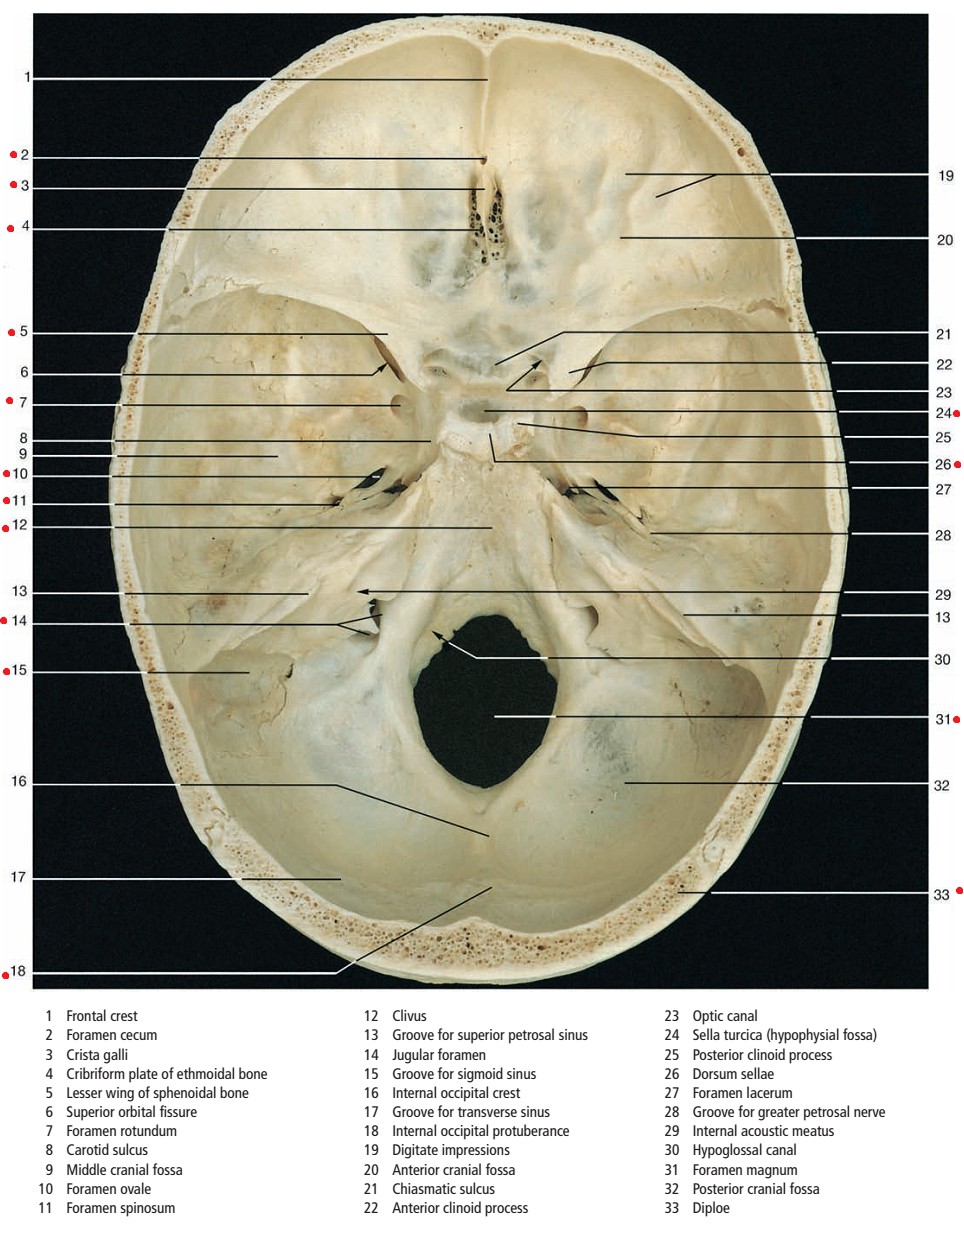 1
2
3
4
5
6
7
8
9
10
11
12
13
14
15
16
17
18
19
20
21
22
23
24
25
26
27
28
29
13
30
31
32
33
1 Frontal crest
2 Foramen cecum
3 Crista galli
4 Cribriform plate of ethmoidal bone
5 Lesser wing of sphenoidal bone
6 Superior orbital fissure
7 Foramen rotundum
8 Carotid sulcus
9 Middle cranial fossa
10 Foramen ovale
11 Foramen spinosum
12 Clivus
13 Groove for superior petrosal sinus
14 Jugular foramen
15 Groove for sigmoid sinus
16 Internal occipital crest
17 Groove for transverse sinus
18 Internal occipital protuberance
19 Digitate impressions
20 Anterior cranial fossa
21 Chiasmatic sulcus
22 Anterior clinoid process
23 Optic canal
24 Sella turcica (hypophysial fossa)
25 Posterior clinoid process
26 Dorsum sellae
27 Foramen lacerum
28 Groove for greater petrosal nerve
29 Internal acoustic meatus
30 Hypoglossal canal
31 Foramen magnum
32 Posterior cranial fossa
33 Diploe